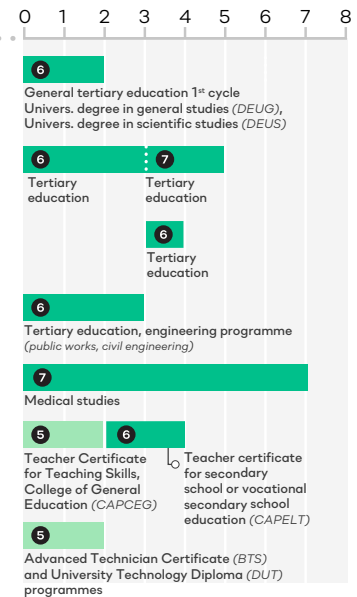 0 1 2 3 4 5 6 7 8
6
General tertiary education 1st cycle
Univers. degree in general studies (DEUG),
Univers. degree in scientific studies (DEUS)
6 7
Tertiary education
Tertiary education
6
Tertiary
education
6
Tertiary education, engineering programme
(public works, civil engineering)
7
Medical studies
5 6
Teacher Certificate
for Teaching Skills,
College of General
Education (CAPCEG)
Teacher certificate
for secondary
school or vocational
secondary school
education (CAPELT)
5
Advanced Technician Certificate (BTS)
and University Technology Diploma (DUT)
programmes